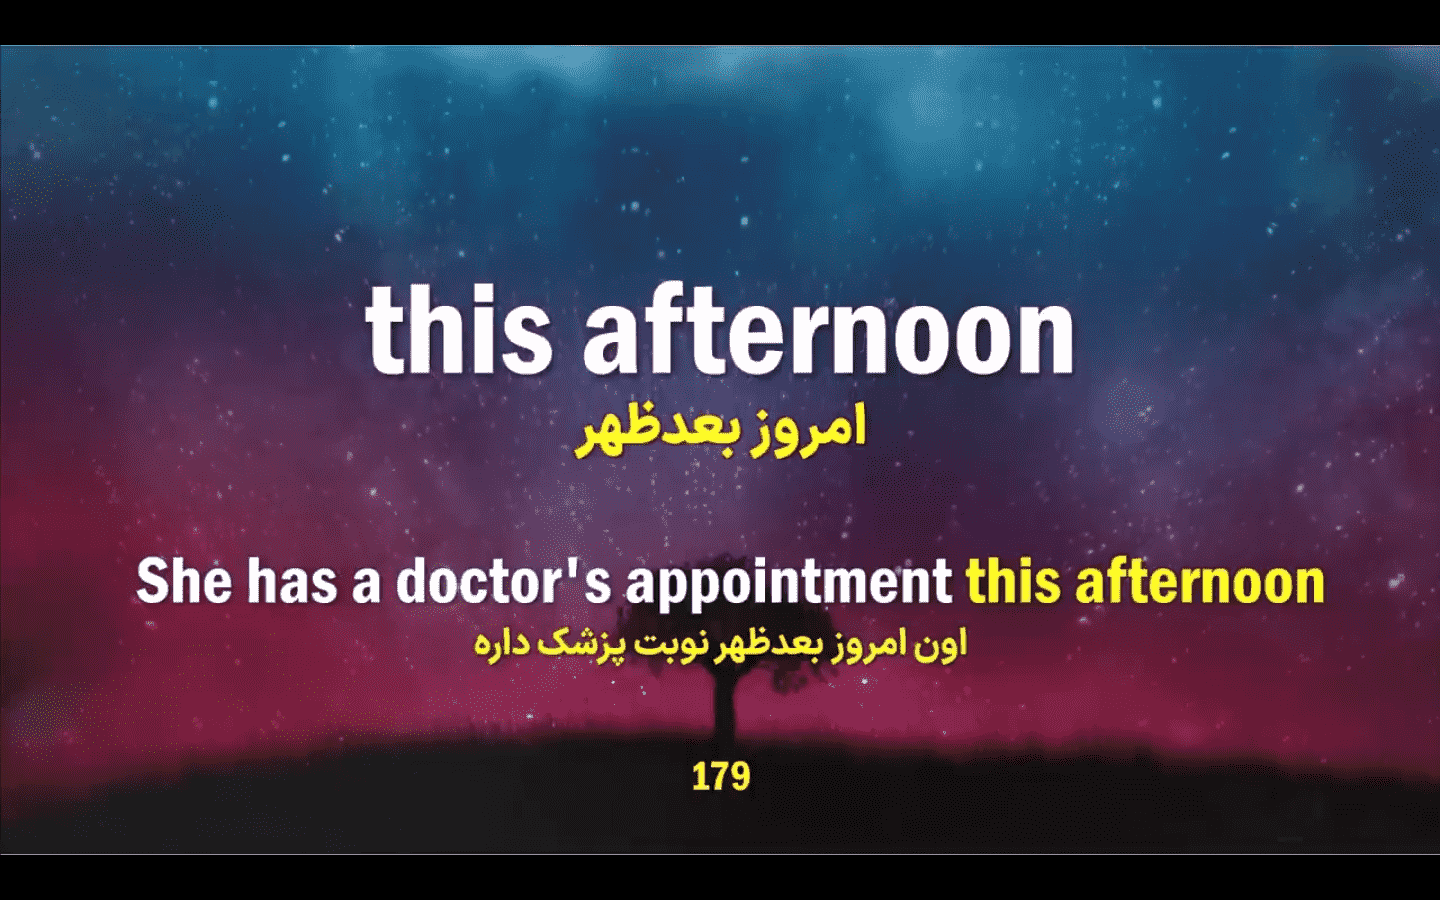 this afternoon
امروز بعدظهر
She has a doctor's appointment this afternoon
اون امروز بعدظهر نوبت پزشک داره
179